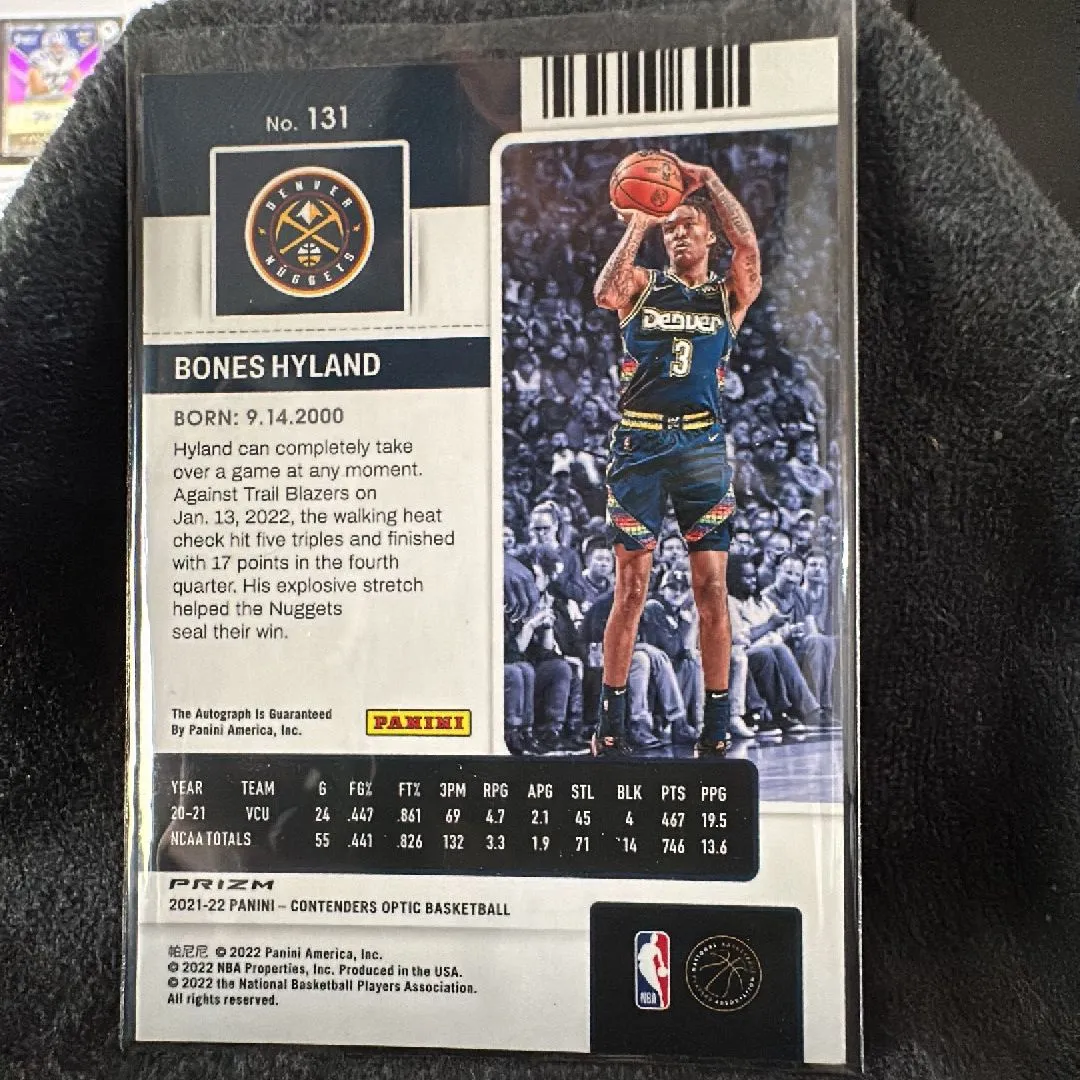 No. 131
DENVER
NUGGETS
BONES HYLAND
BORN: 9.14.2000
Hyland can completely take
over a game at any moment.
Against Trail Blazers on
Jan. 13, 2022, the walking heat
check hit five triples and finished
with 17 points in the fourth
quarter. His explosive stretch
helped the Nuggets
seal their win.
Denver
3
The Autograph Is Guaranteed
By Panini America, Inc.
PANINI
YEAR TEAM G FG% FT% 3PM RPG APG STL BLK PTS PPG
20-21 VCU 24 .447 .861 69 4.7 2.1 45 4 467 19.5
NCAA TOTALS 55 .441 .826 132 3.3 1.9 71 14 746 13.6
PRIZM
2021-22 PANINI – CONTENDERS OPTIC BASKETBALL
帕尼尼 © 2022 Panini America, Inc.
© 2022 NBA Properties, Inc. Produced in the USA.
© 2022 the National Basketball Players Association.
All rights reserved.
NBA
NATIONAL BASKETBALL
PLAYERS ASSOCIATION